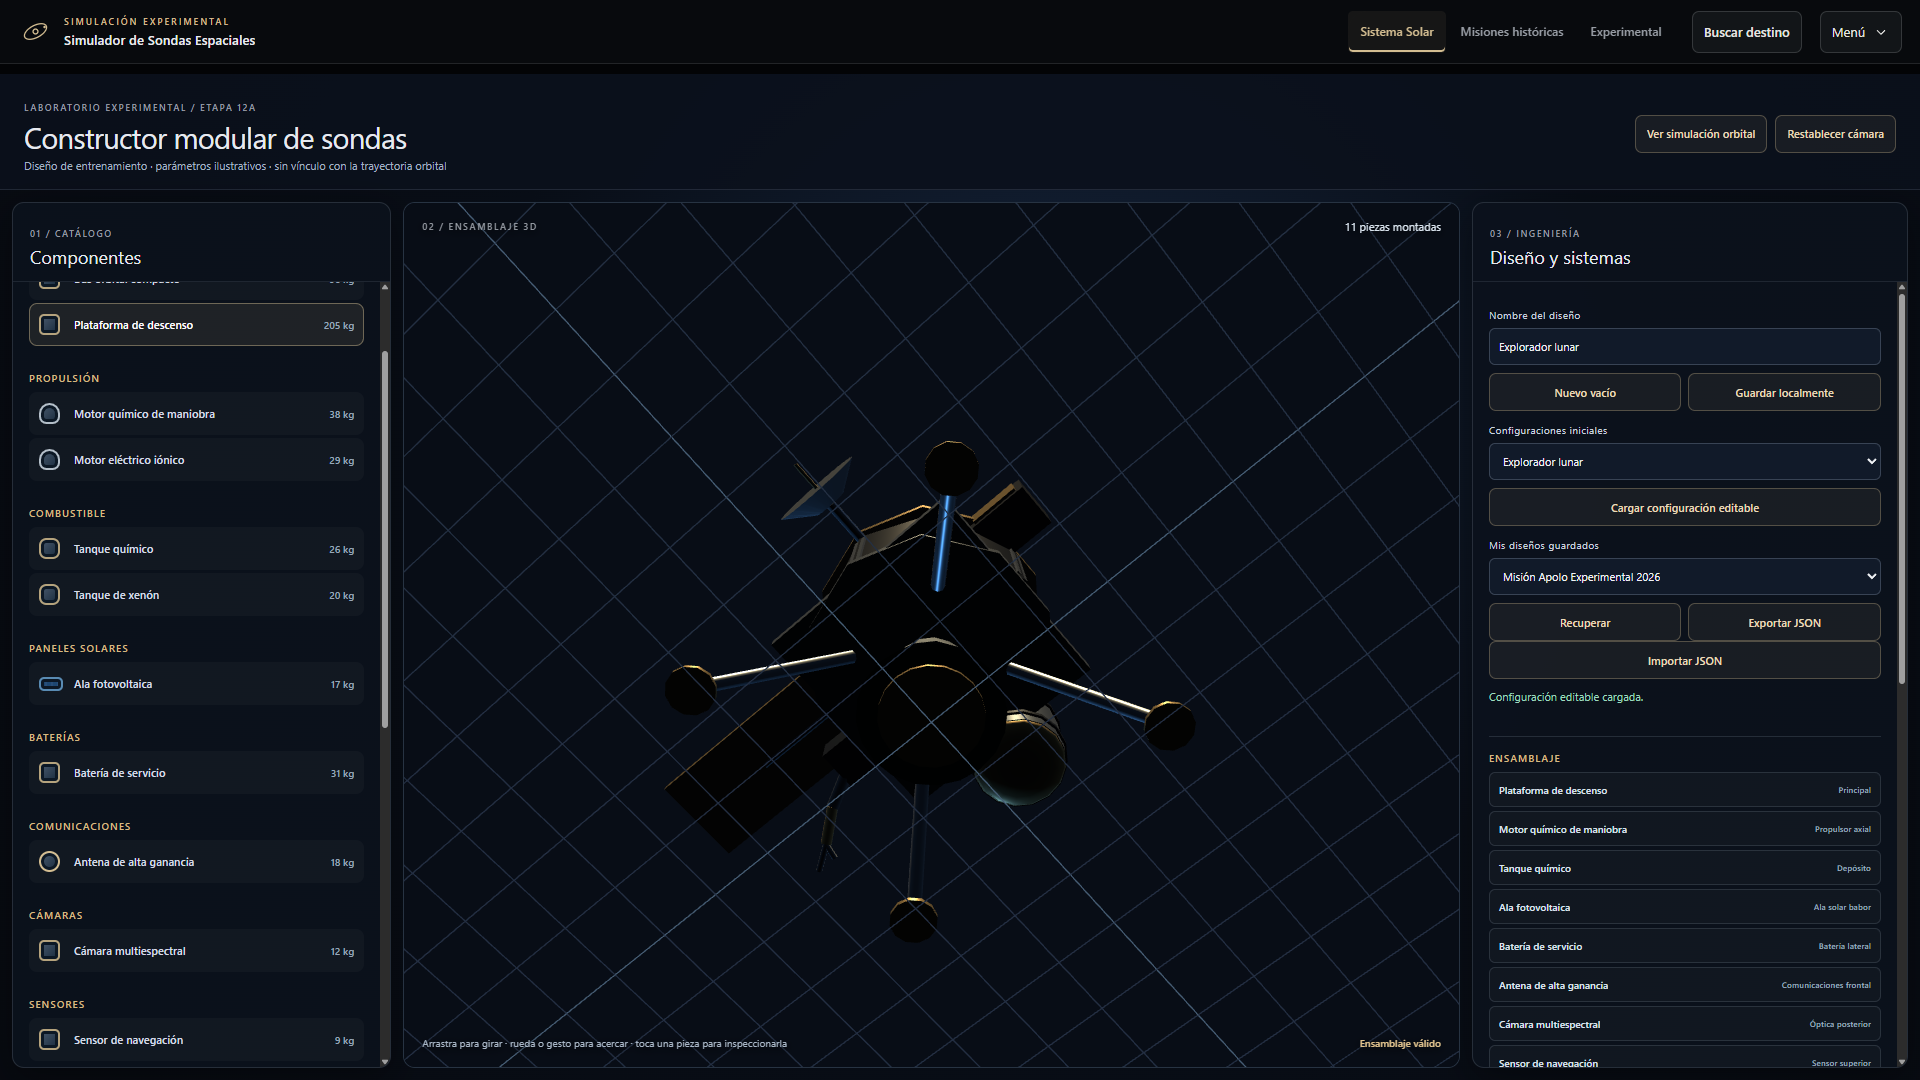 SIMULACIÓN EXPERIMENTAL
Simulador de Sondas Espaciales
Sistema Solar
Misiones históricas
Experimental
Buscar destino
Menú
LABORATORIO EXPERIMENTAL / ETAPA 12A
Constructor modular de sondas
Diseño de entrenamiento · parámetros ilustrativos · sin vínculo con la trayectoria orbital
Ver simulación orbital
Restablecer cámara
01 / CATÁLOGO
Componentes
Plataforma de descenso 205 kg
PROPULSIÓN
Motor químico de maniobra 38 kg
Motor eléctrico iónico 29 kg
COMBUSTIBLE
Tanque químico 26 kg
Tanque de xenón 20 kg
PANELES SOLARES
Ala fotovoltaica 17 kg
BATERÍAS
Batería de servicio 31 kg
COMUNICACIONES
Antena de alta ganancia 18 kg
CÁMARAS
Cámara multiespectral 12 kg
SENSORES
Sensor de navegación 9 kg
02 / ENSAMBLAJE 3D
11 piezas montadas
Arrastra para girar · rueda o gesto para acercar · toca una pieza para inspeccionarla
Ensamblaje válido
03 / INGENIERÍA
Diseño y sistemas
Nombre del diseño
Explorador lunar
Nuevo vacío
Guardar localmente
Configuraciones iniciales
Explorador lunar
Cargar configuración editable
Mis diseños guardados
Misión Apolo Experimental 2026
Recuperar
Exportar JSON
Importar JSON
Configuración editable cargada.
ENSAMBLAJE
Plataforma de descenso Principal
Motor químico de maniobra Propulsor axial
Tanque químico Depósito
Ala fotovoltaica Ala solar babor
Batería de servicio Batería lateral
Antena de alta ganancia Comunicaciones frontal
Cámara multiespectral Óptica posterior
Sensor de navegación Sensor superior